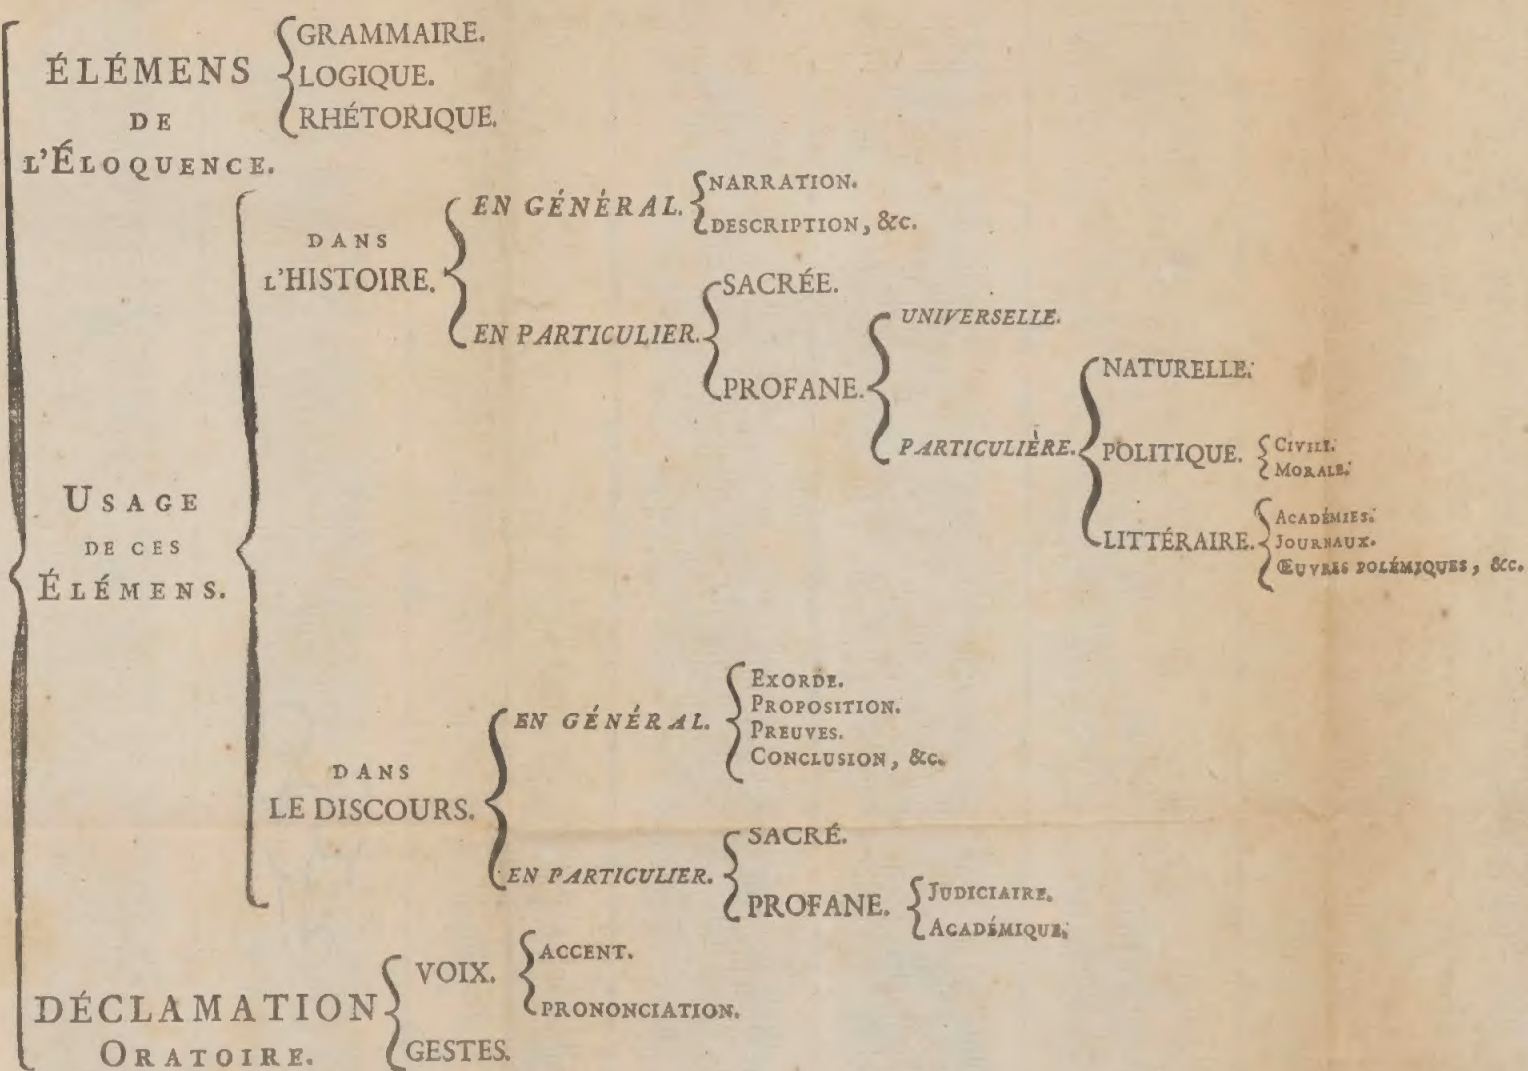 ÉLÉMENS
DE
L'ÉLOQUENCE.
GRAMMAIRE.
LOGIQUE.
RHÉTORIQUE.
USAGE
DE CES
ÉLÉMENS.
DANS
L'HISTOIRE.
EN GÉNÉRAL.
NARRATION.
DESCRIPTION, &c.
EN PARTICULIER.
SACRÉE.
PROFANE.
UNIVERSELLE.
PARTICULIÈRE.
NATURELLE.
POLITIQUE.
CIVILE.
MORALE.
LITTÉRAIRE.
ACADÉMIES.
JOURNAUX.
ŒUVRES POLÉMIQUES, &c.
DANS
LE DISCOURS.
EN GÉNÉRAL.
EXORDE.
PROPOSITION.
PREUVES.
CONCLUSION, &c.
EN PARTICULIER.
SACRÉ.
PROFANE.
JUDICIAIRE.
ACADÉMIQUE.
DÉCLAMATION
ORATOIRE.
VOIX.
ACCENT.
PRONONCIATION.
GESTES.